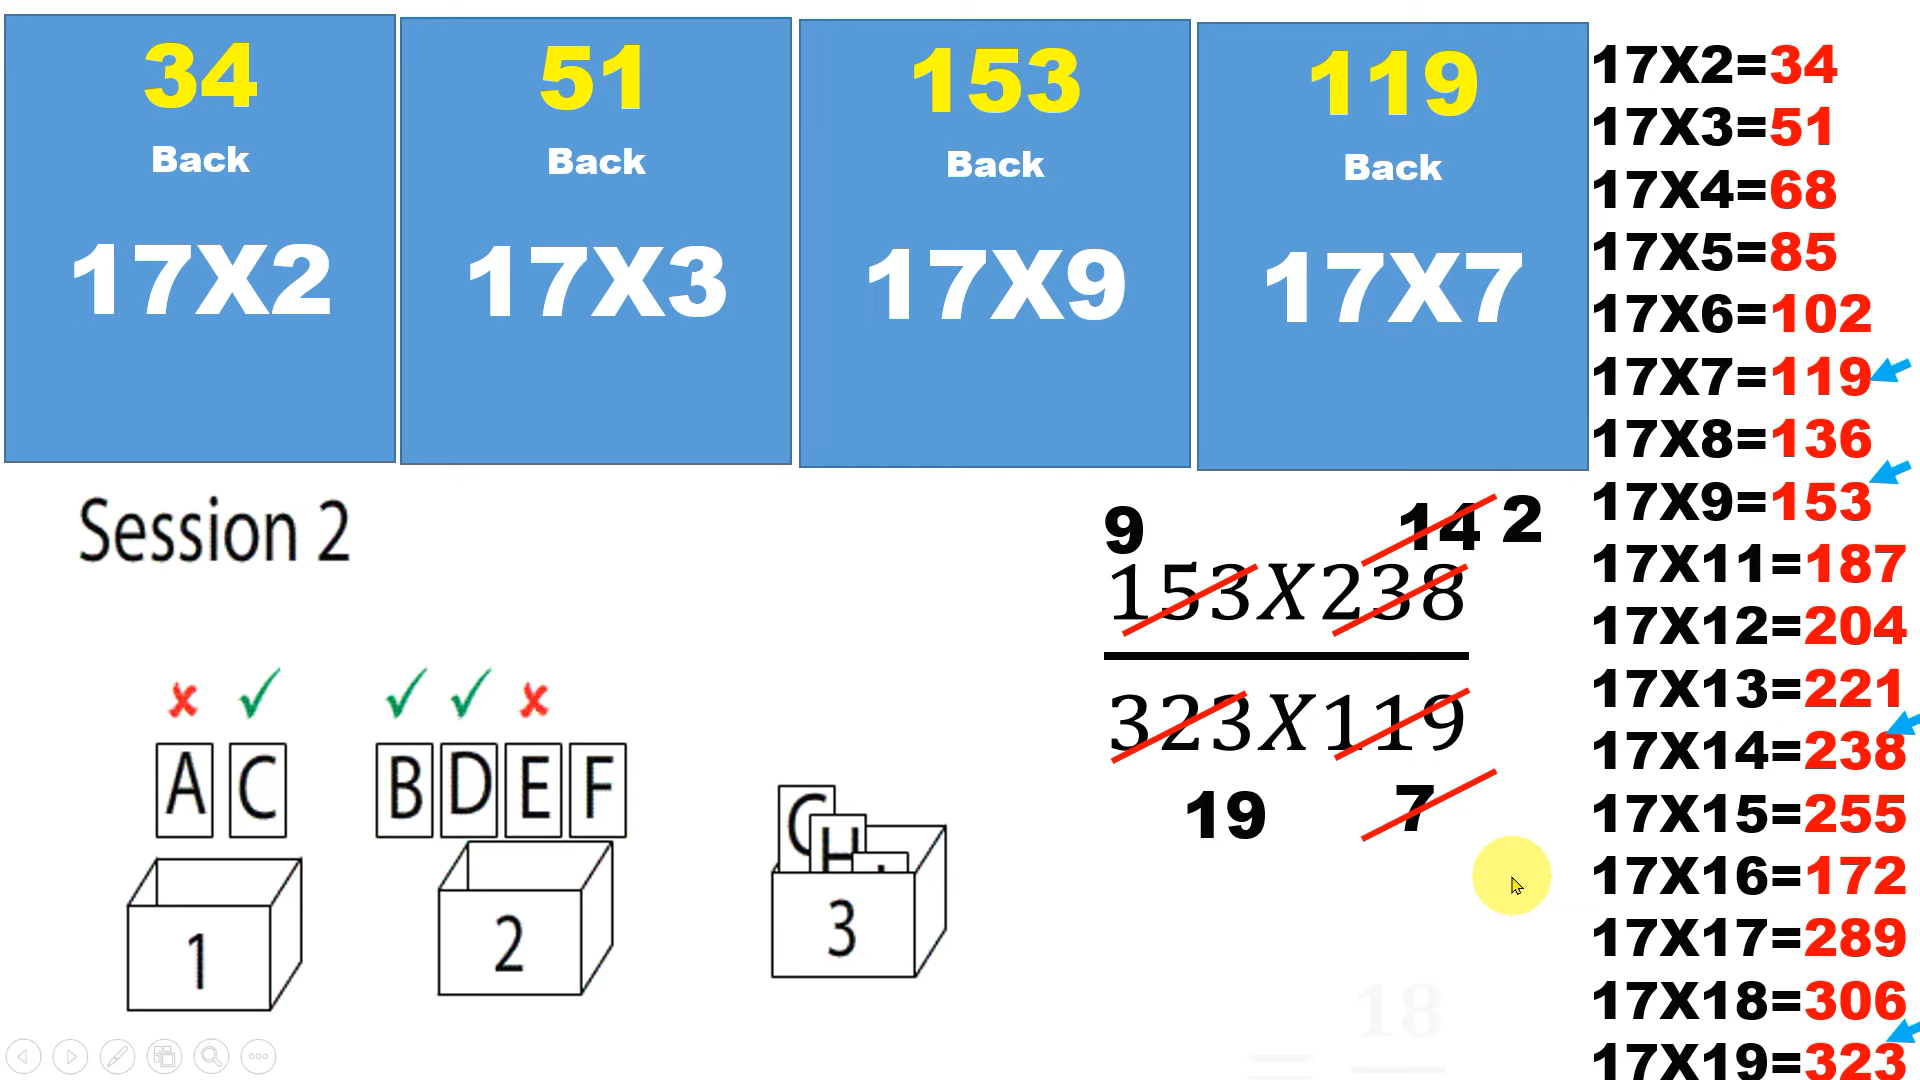 34
Back
17X2
51
Back
17X3
153
Back
17X9
119
Back
17X7
17X2=34
17X3=51
17X4=68
17X5=85
17X6=102
17X7=119
17X8=136
17X9=153
17X11=187
17X12=204
17X13=221
17X14=238
17X15=255
17X16=172
17X17=289
17X18=306
17X19=323
Session 2
A C B D E F
G
H
1
2
3
9 14 2
153X238
323X119
19 7
= 18